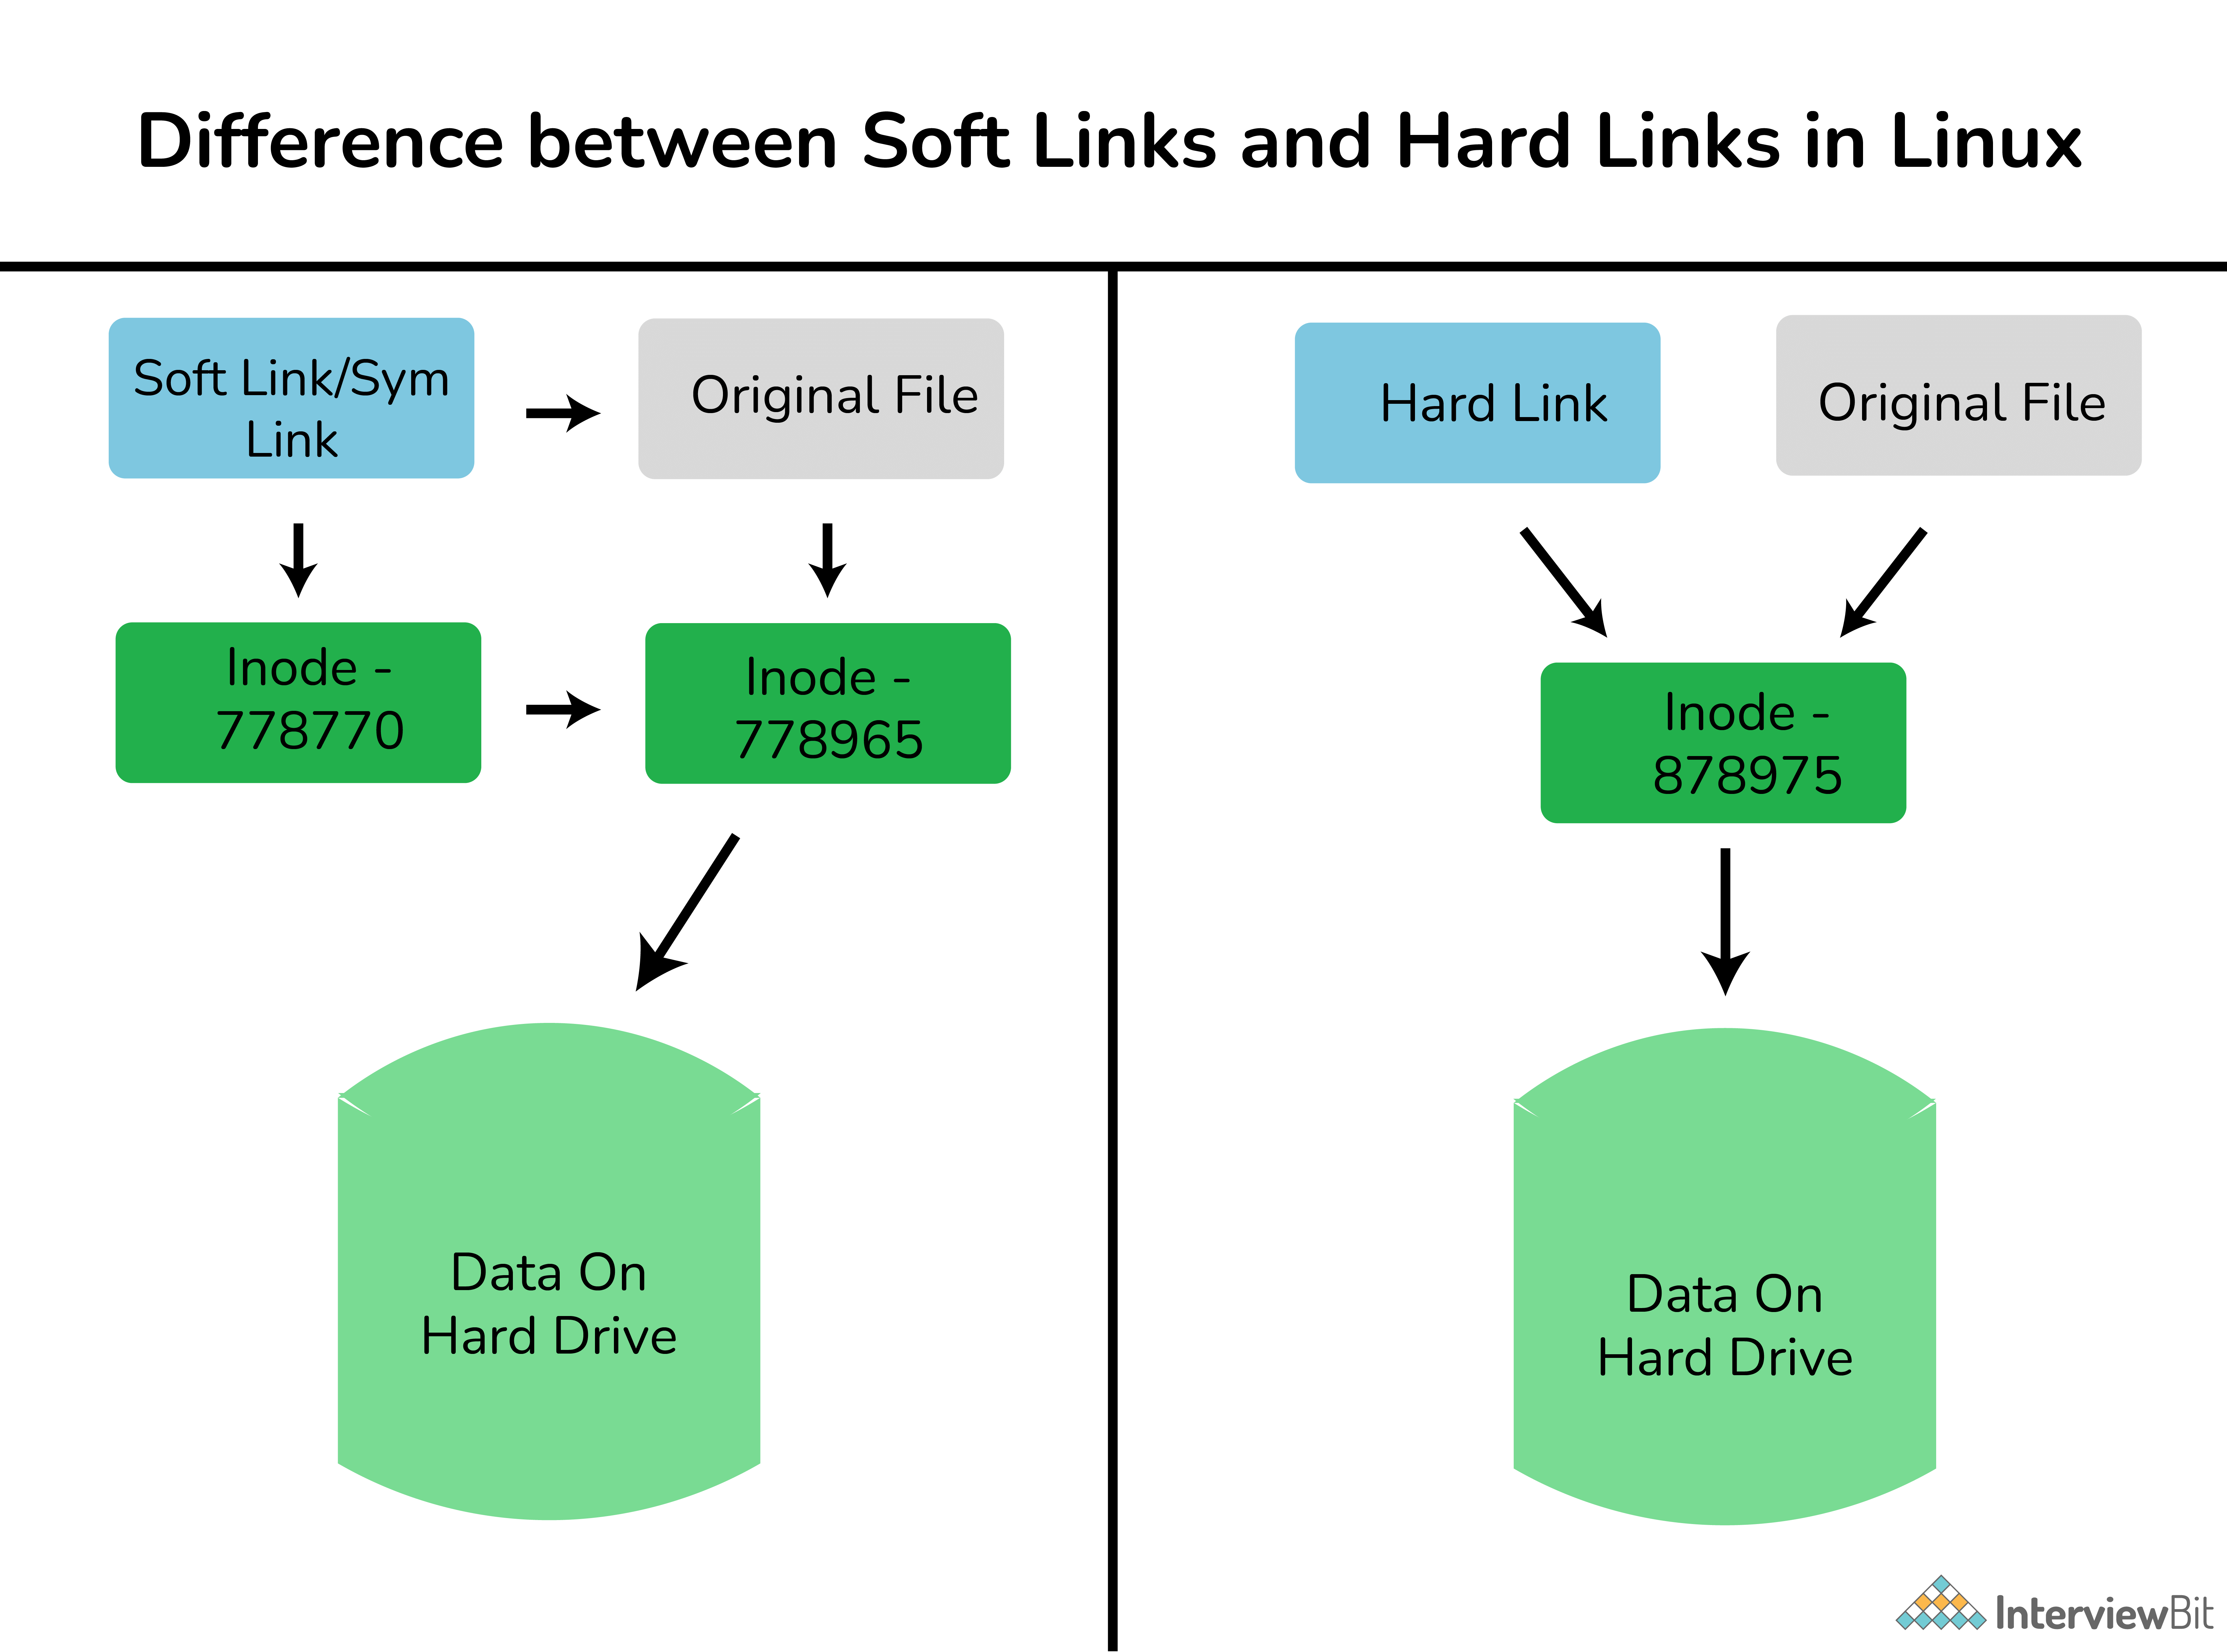 Difference between Soft Links and Hard Links in Linux
Soft Link/Sym
Link
Original File
Inode -
778770
Inode -
778965
Data On
Hard Drive
Hard Link
Original File
Inode -
878975
Data On
Hard Drive
InterviewBit